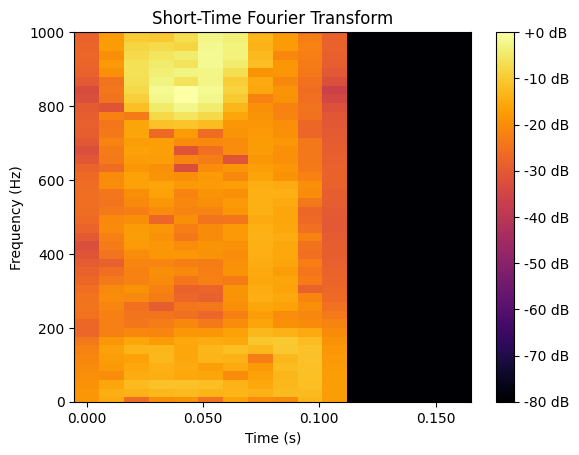 Short-Time Fourier Transform
1000
800
600
400
200
0
Frequency (Hz)
0.000
0.050
0.100
0.150
Time (s)
+0 dB
-10 dB
-20 dB
-30 dB
-40 dB
-50 dB
-60 dB
-70 dB
-80 dB